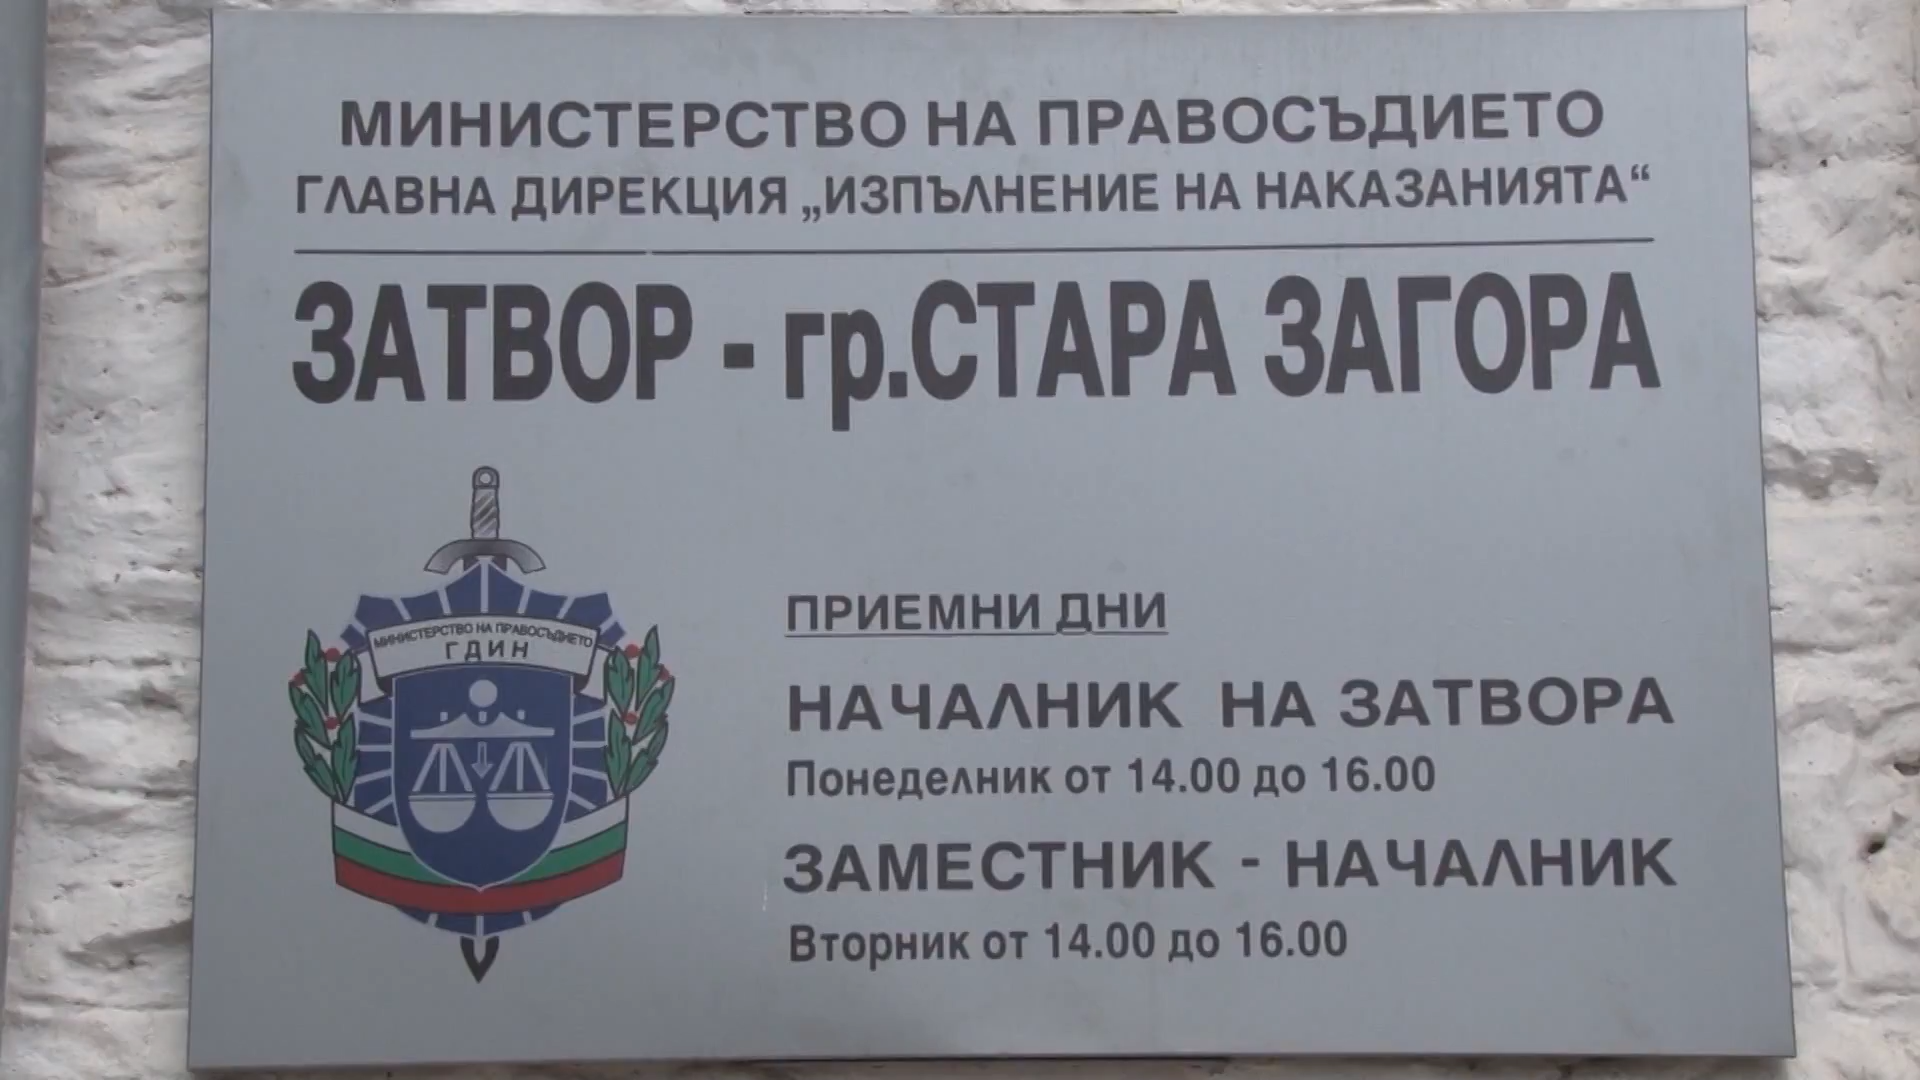 МИНИСТЕРСТВО НА ПРАВОСЪДИЕТО
ГЛАВНА ДИРЕКЦИЯ „ИЗПЪЛНЕНИЕ НА НАКАЗАНИЯТА“
ЗАТВОР - гр.СТАРА ЗАГОРА
МИНИСТЕРСТВО НА ПРАВОСЪДИЕТО
ГДИН
ПРИЕМНИ ДНИ
НАЧАЛНИК НА ЗАТВОРА
Понеделник от 14.00 до 16.00
ЗАМЕСТНИК - НАЧАЛНИК
Вторник от 14.00 до 16.00